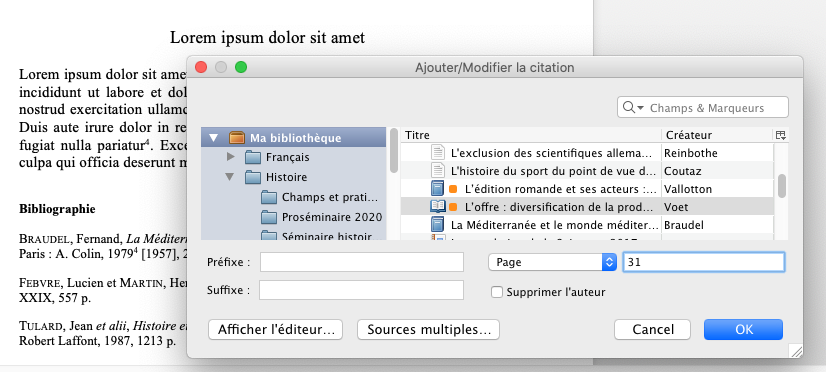 Lorem ipsum dolor sit amet
Lorem ipsum dolor sit ame
incididunt ut labore et dol
nostrud exercitation ullamc
Duis aute irure dolor in re
fugiat nulla pariatur⁴. Exce
culpa qui officia deserunt m
Bibliographie
BRAUDEL, Fernand, La Méditerr
Paris : A. Colin, 1979⁴ [1957], 2
FEBVRE, Lucien et MARTIN, Hen
XXIX, 557 p.
TULARD, Jean et alii, Histoire e
Robert Laffont, 1987, 1213 p.
Ajouter/Modifier la citation
Champs & Marqueurs
Ma bibliothèque
Français
Histoire
Champs et prati...
Proséminaire 2020
Séminaire histoir...
Titre Créateur
L'exclusion des scientifiques allema... Reinbothe
L'histoire du sport du point de vue d... Coutaz
L'édition romande et ses acteurs :... Vallotton
L'offre : diversification de la prod... Voet
La Méditerranée et le monde méditer... Braudel
Préfixe :
Page 31
Suffixe :
Supprimer l'auteur
Afficher l'éditeur... Sources multiples... Cancel OK